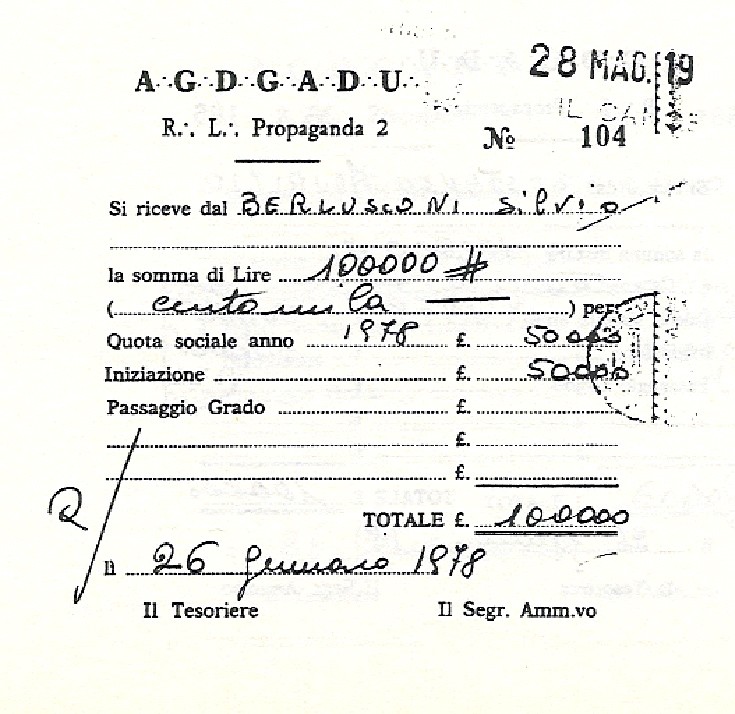 28 MAG. 19
A∴G∴D∴G∴A∴D∴U∴
IL CAN
R∴ L∴ Propaganda 2
№ 104
Si riceve dal BERLUSCONI Silvio
la somma di Lire 100000 #
( centomila ) per:
Quota sociale anno 1978 £. 50000
Iniziazione £. 50000
Passaggio Grado £.
£.
£.
TOTALE £. 100000
lì 26 gennaio 1978
Il Tesoriere Il Segr. Amm.vo